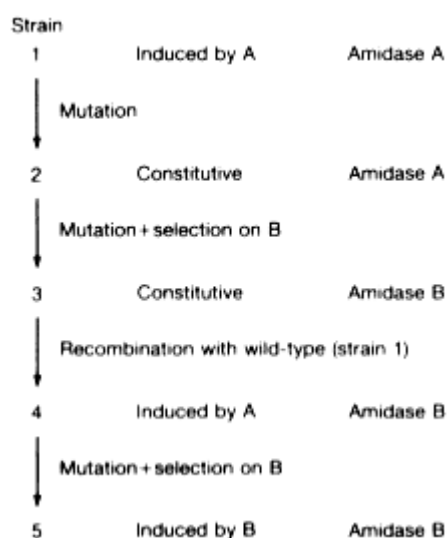 Strain
1 Induced by A Amidase A
Mutation
2 Constitutive Amidase A
Mutation + selection on B
3 Constitutive Amidase B
Recombination with wild-type (strain 1)
4 Induced by A Amidase B
Mutation + selection on B
5 Induced by B Amidase B